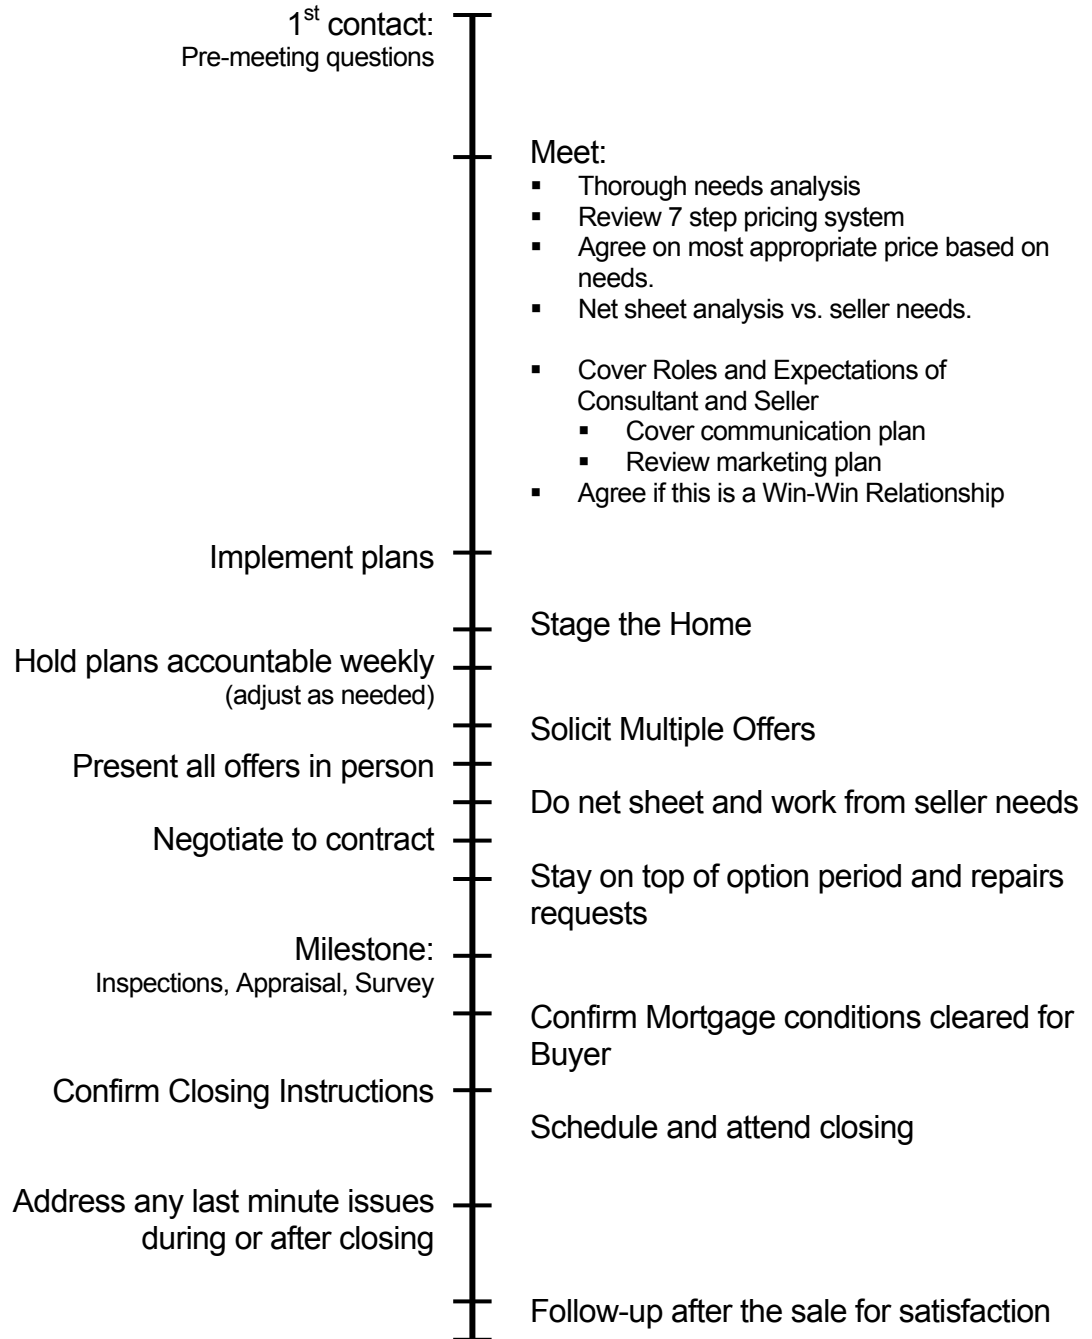 1st contact:
Pre-meeting questions
Meet:
▪ Thorough needs analysis
▪ Review 7 step pricing system
▪ Agree on most appropriate price based on
needs.
▪ Net sheet analysis vs. seller needs.
▪ Cover Roles and Expectations of
Consultant and Seller
▪ Cover communication plan
▪ Review marketing plan
▪ Agree if this is a Win-Win Relationship
Implement plans
Stage the Home
Hold plans accountable weekly
(adjust as needed)
Solicit Multiple Offers
Present all offers in person
Do net sheet and work from seller needs
Negotiate to contract
Stay on top of option period and repairs
requests
Milestone:
Inspections, Appraisal, Survey
Confirm Mortgage conditions cleared for
Buyer
Confirm Closing Instructions
Schedule and attend closing
Address any last minute issues
during or after closing
Follow-up after the sale for satisfaction